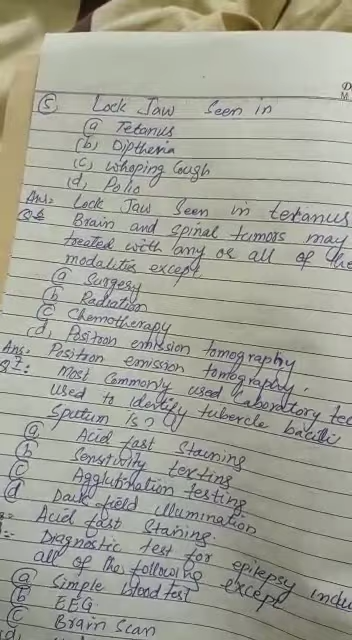 ⑤ Lock Jaw Seen in
ⓐ Tetanus
(b) Diptheria
(c) Whoping Cough
(d) Polio
Ans:- Lock Jaw Seen in tetanus
Q6 Brain and spinal tumors may
treated with any or all of the
modalities except.
ⓐ Surgery
ⓑ Radiation
ⓒ Chemotherapy
(d) Positron emission tomography
Ans:- Positron emission tomography.
Most commonly used Laboratory
used to identify tubercle bacilli
Sputum is?
ⓐ Acid fast Staining
ⓑ Senstivity testing
ⓒ Agglutination testing
ⓓ Dark field illumination
Acid fast Staining.
Diagnostic test for epilepsy
all of the following except
ⓐ Simple blood test
ⓑ EEG.
ⓒ Brain Scan